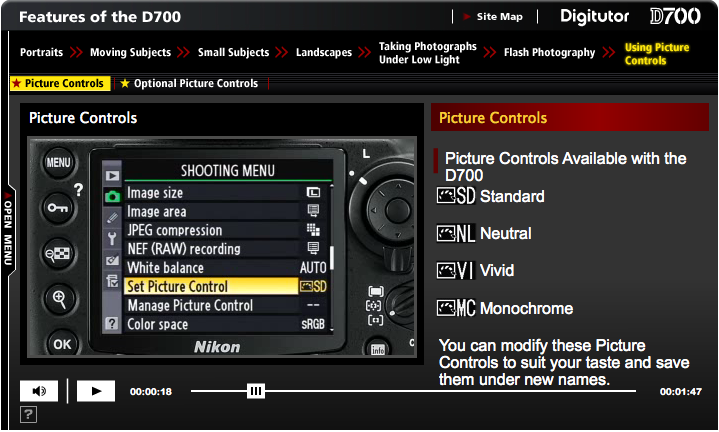 Features of the D700
Site Map
Digitutor
D700
Portraits
Moving Subjects
Small Subjects
Landscapes
Taking Photographs
Under Low Light
Flash Photography
Using Picture
Controls
Picture Controls
Optional Picture Controls
OPEN MENU
Picture Controls
MENU
?
OK
L
SHOOTING MENU
Image size L
Image area
JPEG compression
NEF (RAW) recording
White balance AUTO
Set Picture Control SD
Manage Picture Control --
Color space sRGB
?
Nikon
info
Picture Controls
Picture Controls Available with the
D700
SD Standard
NL Neutral
VI Vivid
MC Monochrome
You can modify these Picture
Controls to suit your taste and save
them under new names.
00:00:18
00:01:47
?